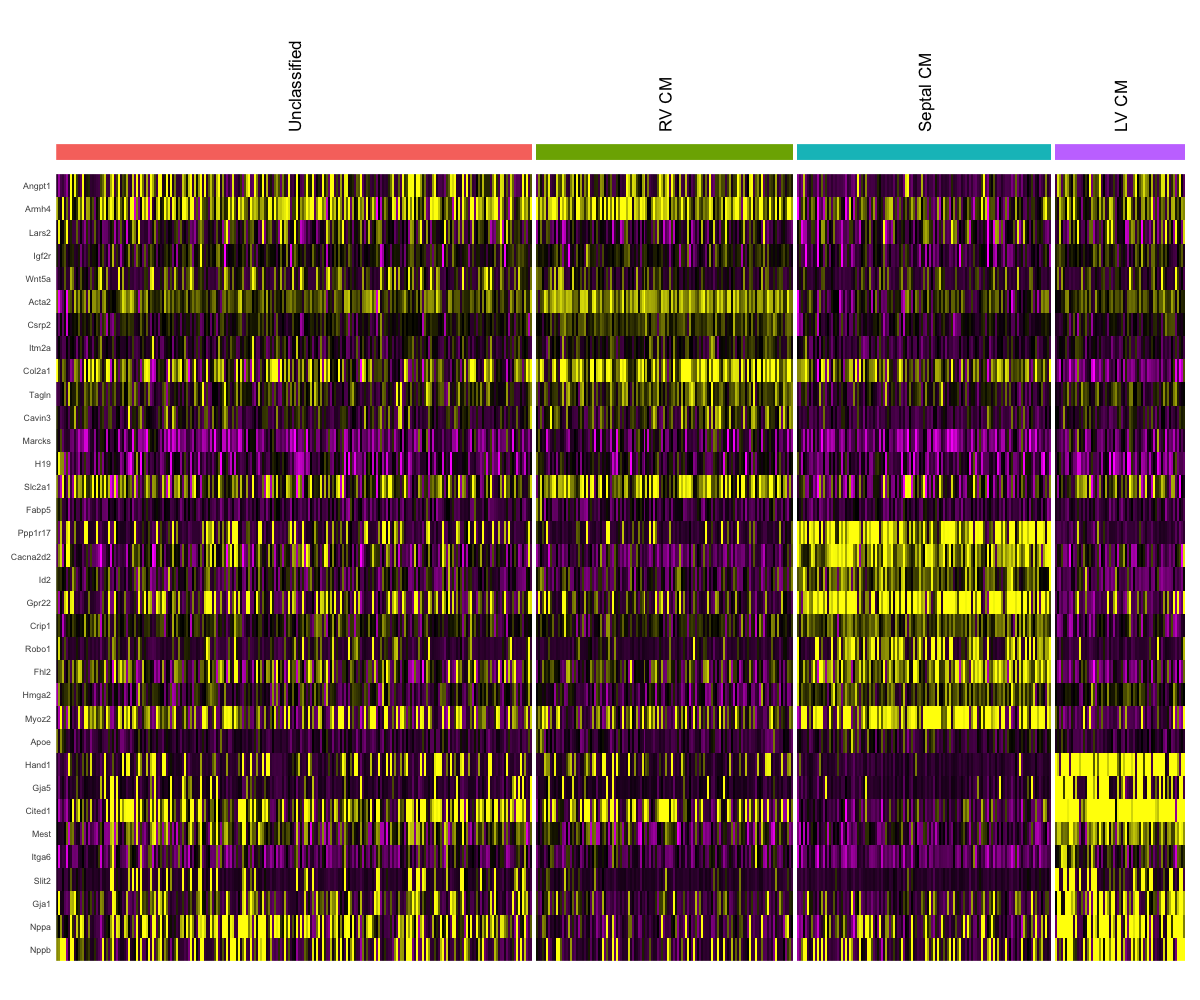 Unclassified
RV CM
Septal CM
LV CM
Angpt1
Armh4
Lars2
Igf2r
Wnt5a
Acta2
Csrp2
Itm2a
Col2a1
Tagln
Cavin3
Marcks
H19
Slc2a1
Fabp5
Ppp1r17
Cacna2d2
Id2
Gpr22
Crip1
Robo1
Fhl2
Hmga2
Myoz2
Apoe
Hand1
Gja5
Cited1
Mest
Itga6
Slit2
Gja1
Nppa
Nppb